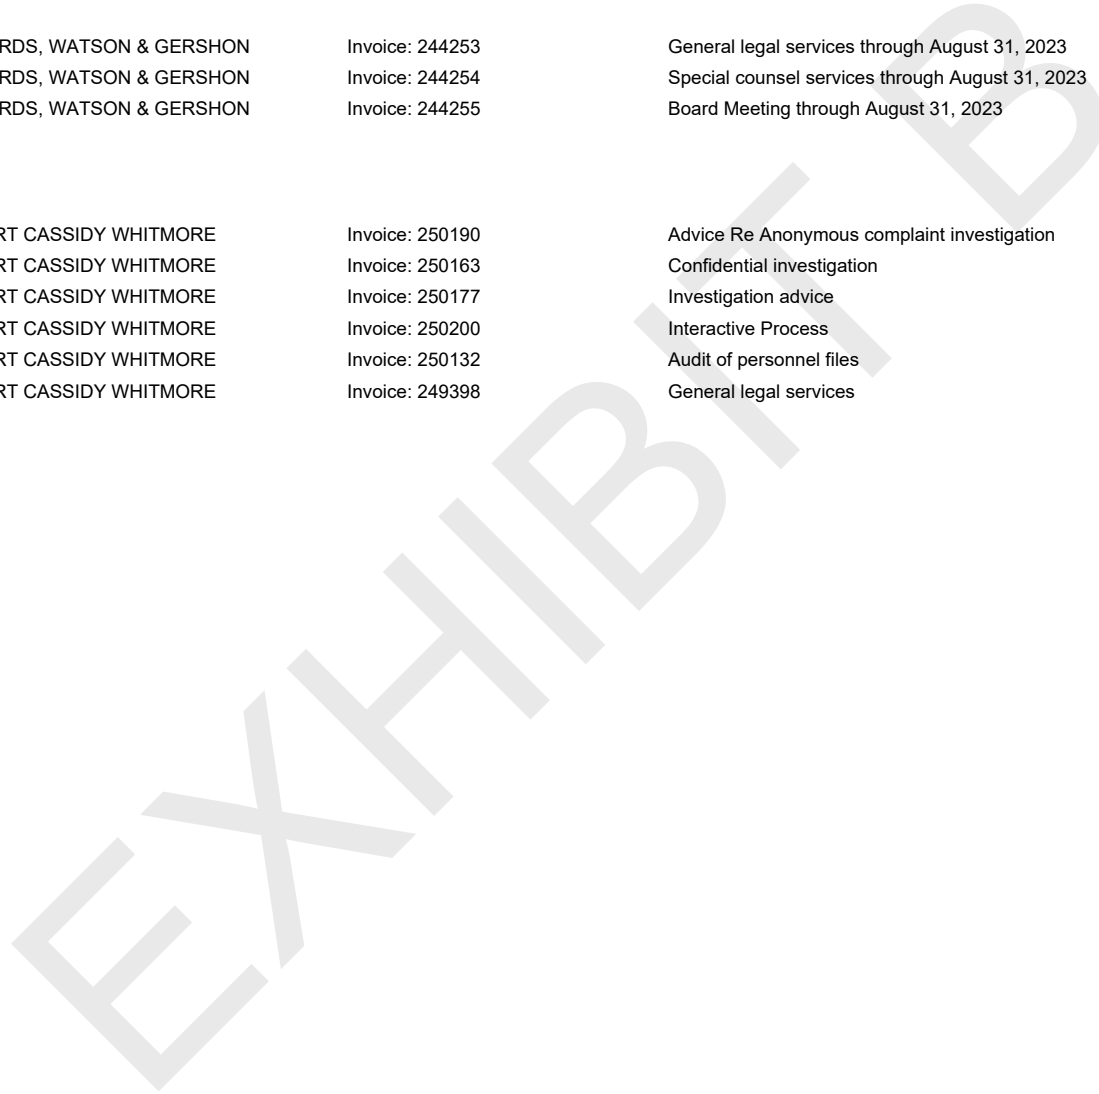 RDS, WATSON & GERSHON Invoice: 244253 General legal services through August 31, 2023
RDS, WATSON & GERSHON Invoice: 244254 Special counsel services through August 31, 2023
RDS, WATSON & GERSHON Invoice: 244255 Board Meeting through August 31, 2023
RT CASSIDY WHITMORE Invoice: 250190 Advice Re Anonymous complaint investigation
RT CASSIDY WHITMORE Invoice: 250163 Confidential investigation
RT CASSIDY WHITMORE Invoice: 250177 Investigation advice
RT CASSIDY WHITMORE Invoice: 250200 Interactive Process
RT CASSIDY WHITMORE Invoice: 250132 Audit of personnel files
RT CASSIDY WHITMORE Invoice: 249398 General legal services
EXHIBIT B